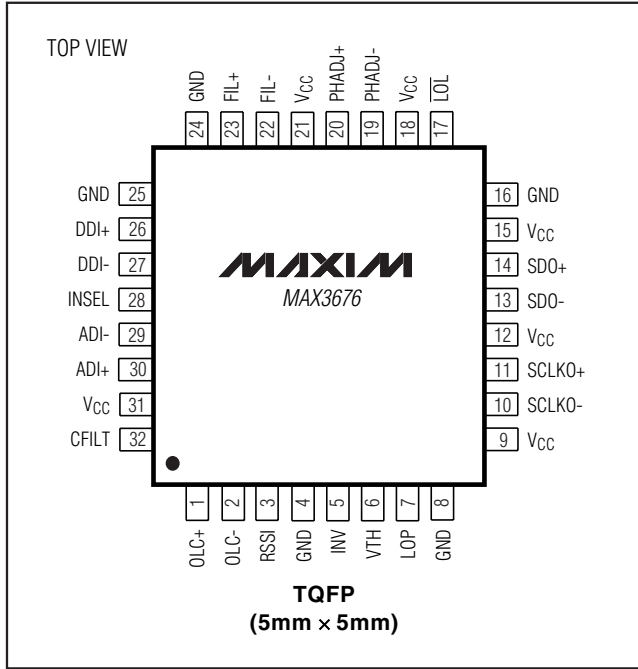 TOP VIEW
GND
FIL+
FIL-
VCC
PHADJ+
PHADJ-
VCC
LOL
24
23
22
21
20
19
18
17
GND 25
DDI+ 26
DDI- 27
INSEL 28
ADI- 29
ADI+ 30
VCC 31
CFILT 32
MAXIM
MAX3676
16 GND
15 VCC
14 SDO+
13 SDO-
12 VCC
11 SCLKO+
10 SCLKO-
9 VCC
1
2
3
4
5
6
7
8
OLC+
OLC-
RSSI
GND
INV
VTH
LOP
GND
TQFP
(5mm × 5mm)